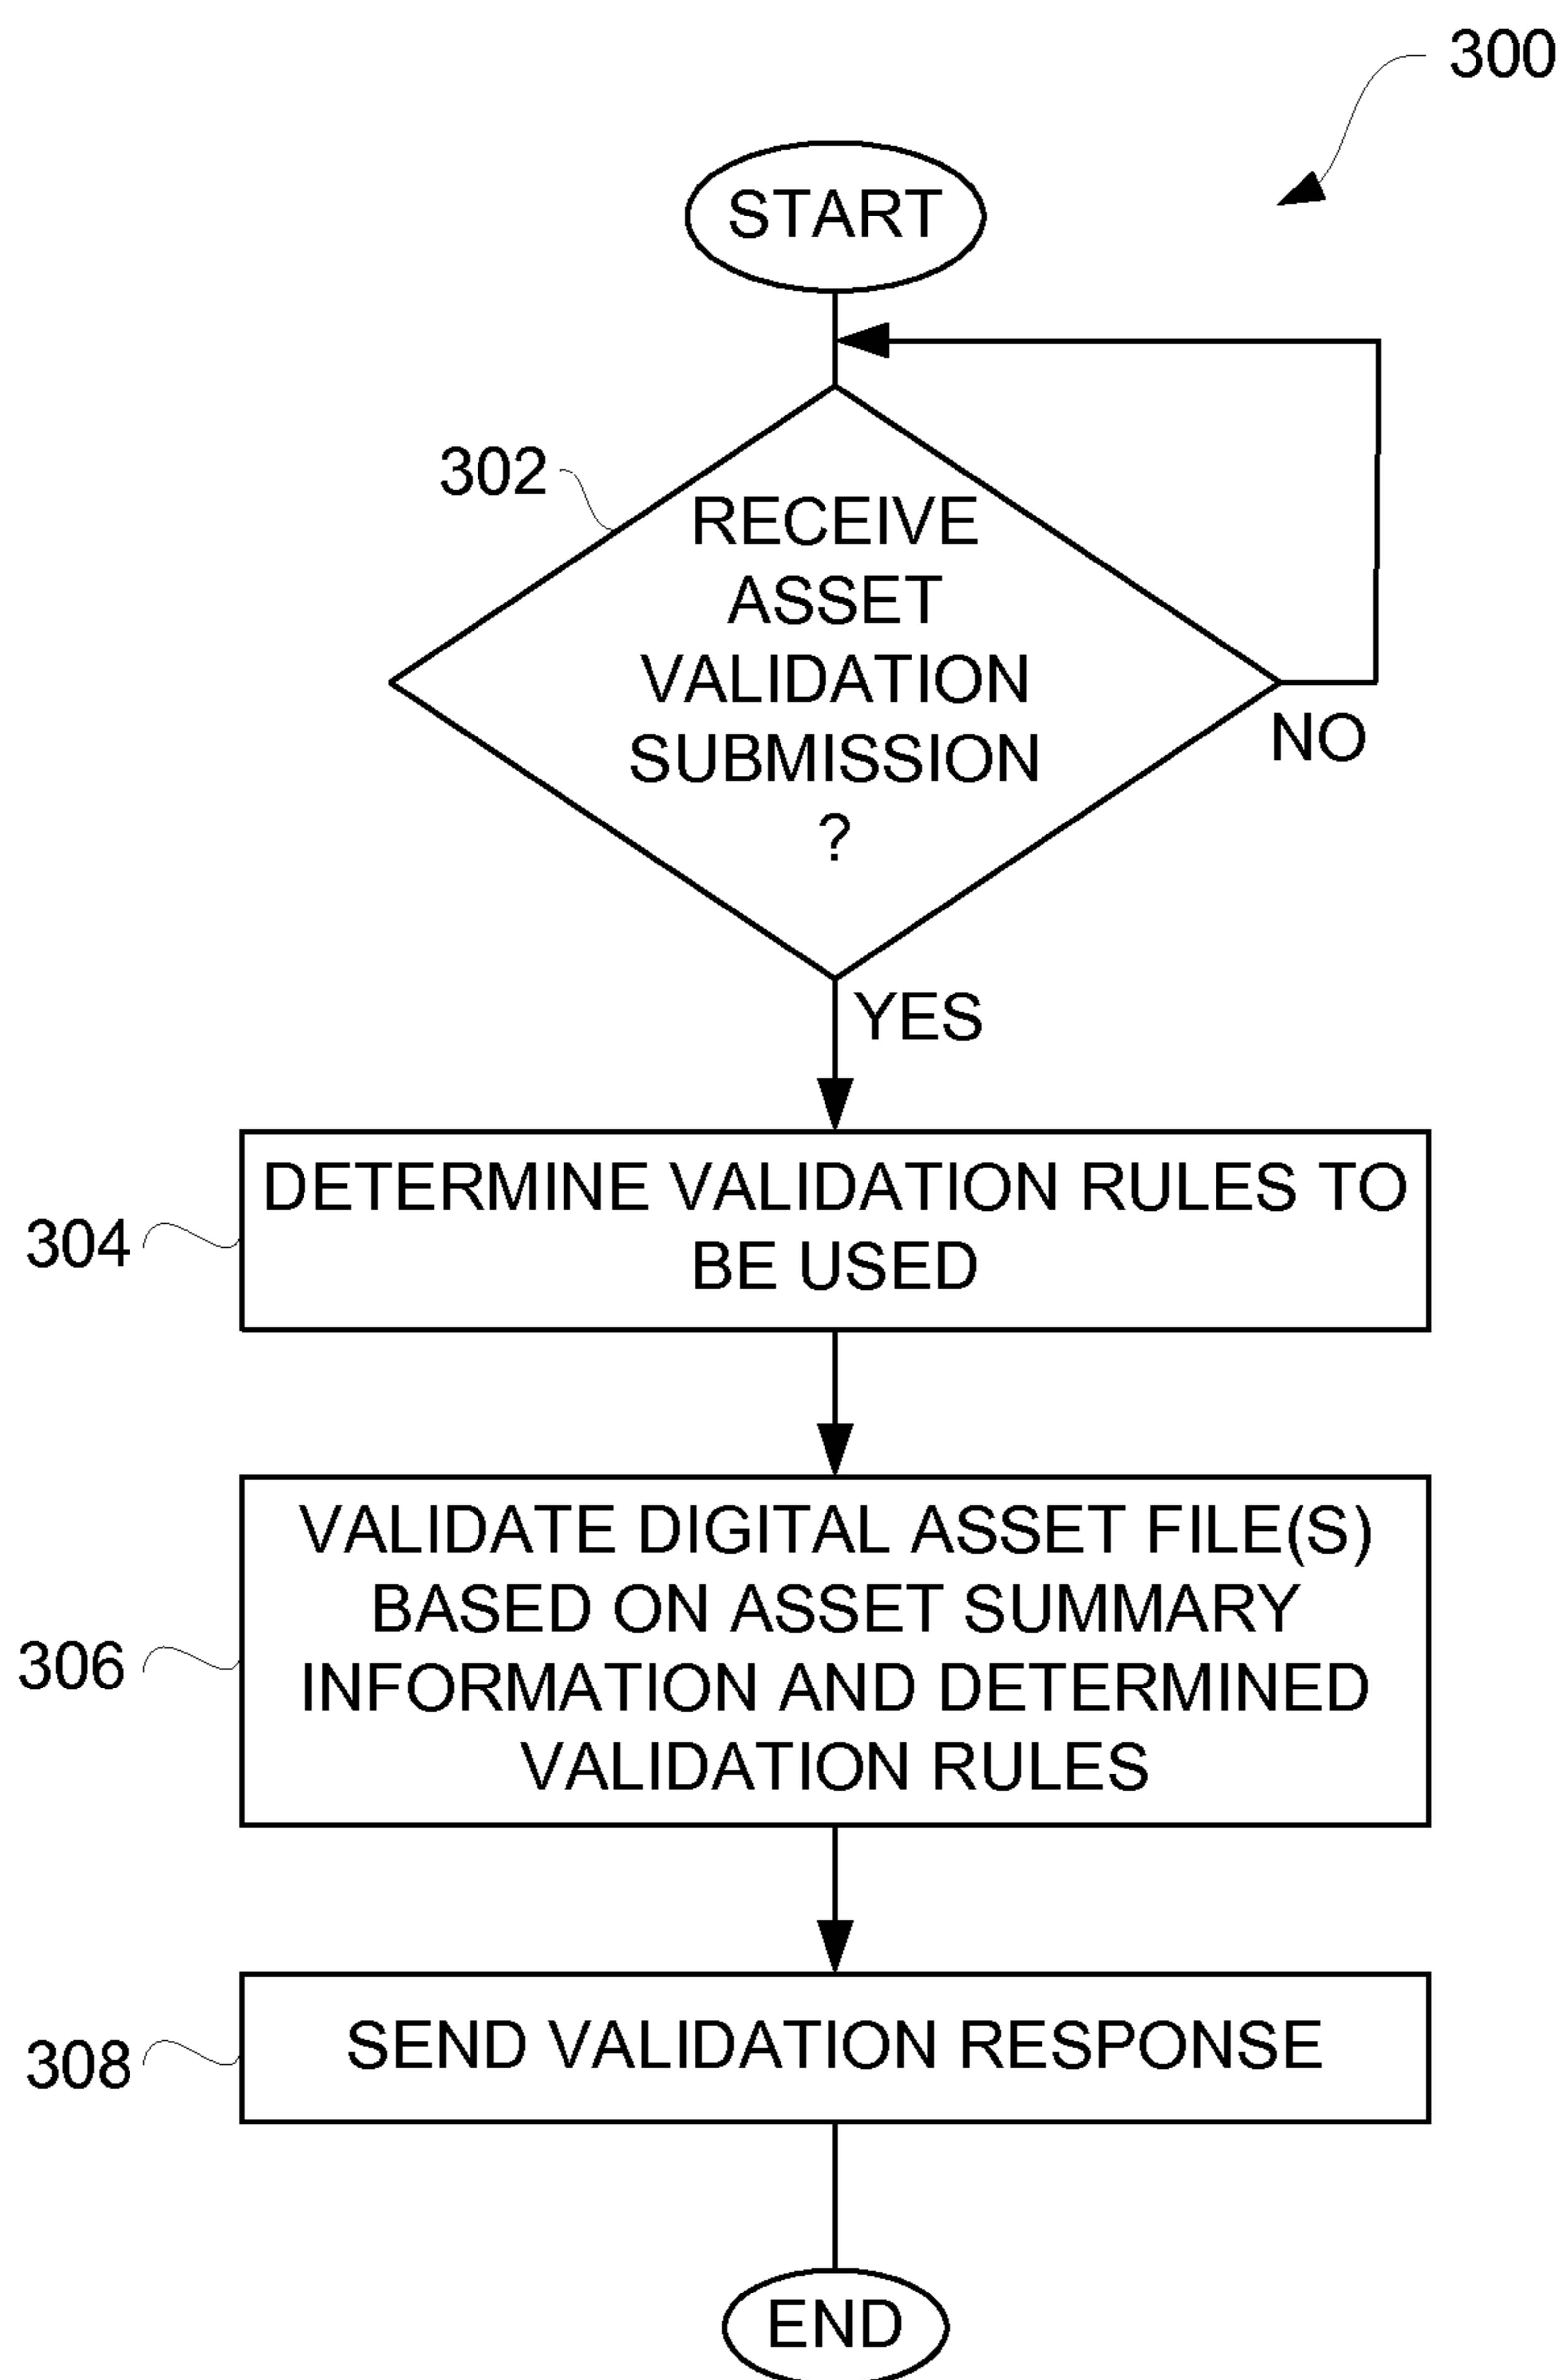 300
START
302
RECEIVE
ASSET
VALIDATION
SUBMISSION
?
NO
YES
304
DETERMINE VALIDATION RULES TO
BE USED
306
VALIDATE DIGITAL ASSET FILE(S)
BASED ON ASSET SUMMARY
INFORMATION AND DETERMINED
VALIDATION RULES
308
SEND VALIDATION RESPONSE
END